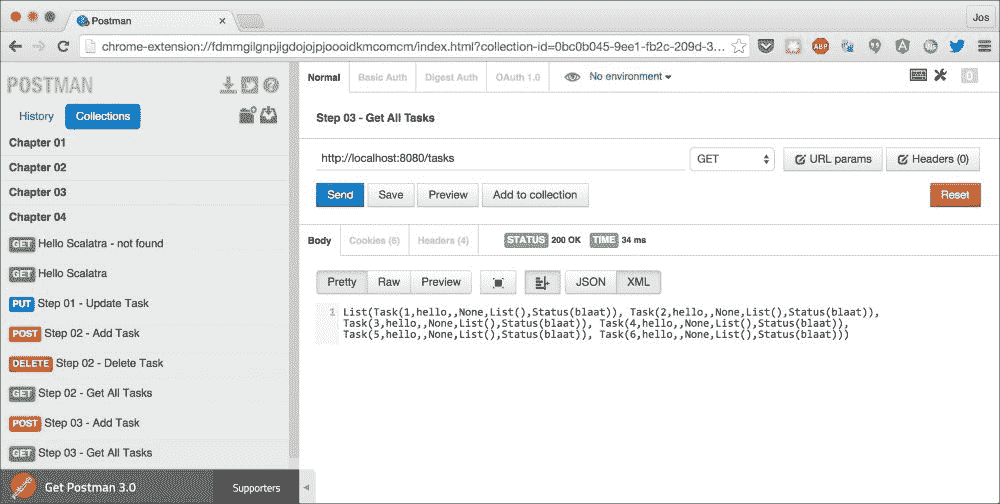 Postman
Jos
chrome-extension://fdmmgilgnpjigdojojpjoooidkmcomcm/index.html?collection-id=0bc0b045-9ee1-fb2c-209d-3...
ABP
POSTMAN
History
Collections
Chapter 01
Chapter 02
Chapter 03
Chapter 04
GET Hello Scalatra - not found
GET Hello Scalatra
PUT Step 01 - Update Task
POST Step 02 - Add Task
DELETE Step 02 - Delete Task
GET Step 02 - Get All Tasks
POST Step 03 - Add Task
GET Step 03 - Get All Tasks
Get Postman 3.0
Supporters
Normal
Basic Auth
Digest Auth
OAuth 1.0
No environment
0
Step 03 - Get All Tasks
http://localhost:8080/tasks
GET
URL params
Headers (0)
Send
Save
Preview
Add to collection
Reset
Body
Cookies (6)
Headers (4)
STATUS 200 OK
TIME 34 ms
Pretty
Raw
Preview
JSON
XML
1 List(Task(1,hello,,None,List(),Status(blaat)), Task(2,hello,,None,List(),Status(blaat)),
Task(3,hello,,None,List(),Status(blaat)), Task(4,hello,,None,List(),Status(blaat)),
Task(5,hello,,None,List(),Status(blaat)), Task(6,hello,,None,List(),Status(blaat)))